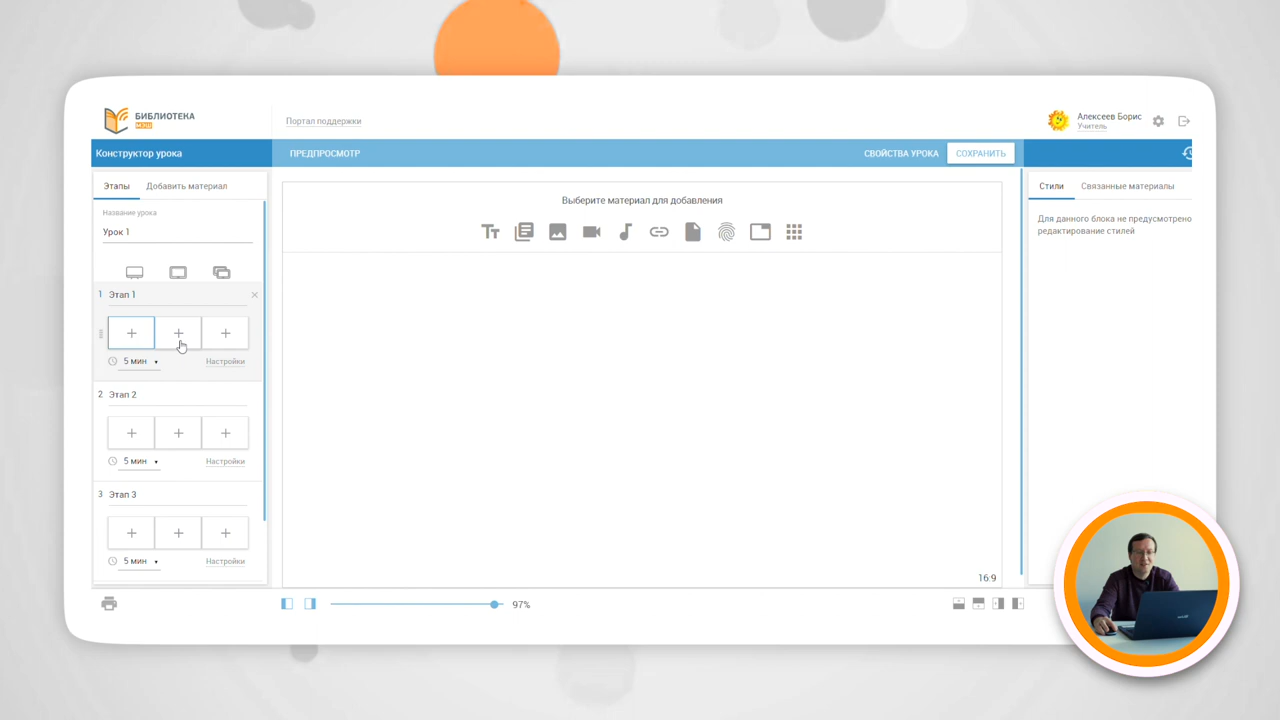 БИБЛИОТЕКА
МЭШ
Портал поддержки
Алексеев Борис
Учитель
Конструктор урока
ПРЕДПРОСМОТР
СВОЙСТВА УРОКА
СОХРАНИТЬ
Этапы
Добавить материал
Название урока
Урок 1
1 Этап 1
5 мин
Настройки
2 Этап 2
5 мин
Настройки
3 Этап 3
5 мин
Настройки
Выберите материал для добавления
Тт
16:9
97%
Стили
Связанные материалы
Для данного блока не предусмотрено
редактирование стилей